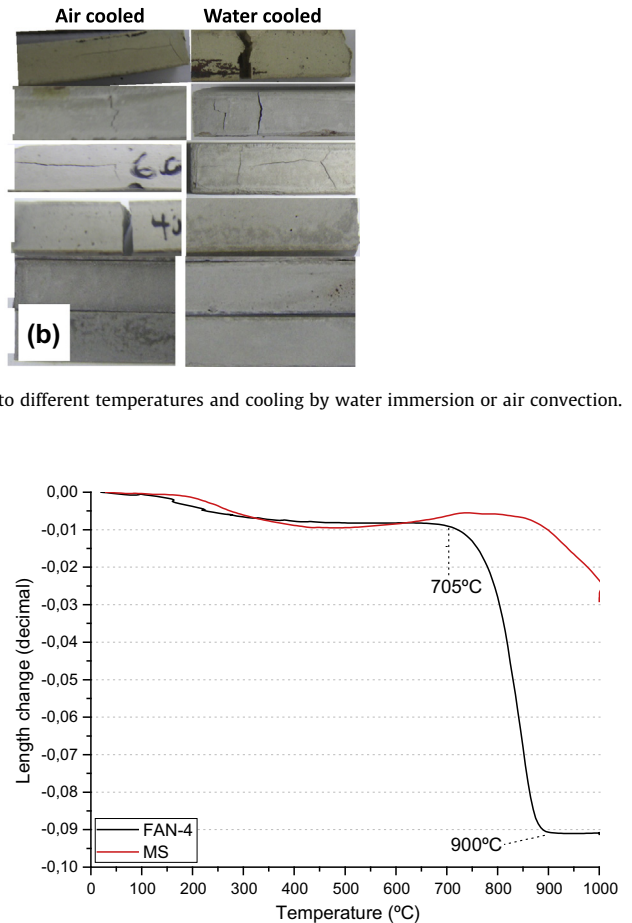 Air cooled Water cooled
60
40
(b)
to different temperatures and cooling by water immersion or air convection.
0,00
-0,01
-0,02
-0,03
-0,04
-0,05
-0,06
-0,07
-0,08
-0,09
-0,10
Length change (decimal)
705ºC
900ºC
FAN-4
MS
0 100 200 300 400 500 600 700 800 900 1000
Temperature (ºC)